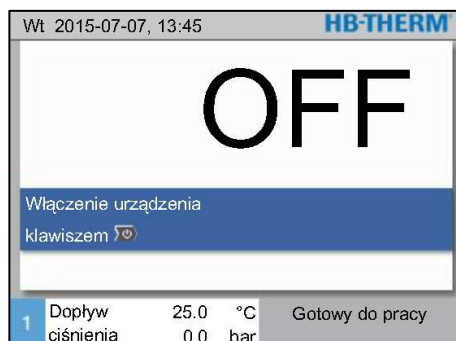 Wt 2015-07-07, 13:45 HB-THERM
OFF
Włączenie urządzenia
klawiszem
1 Dopływ 25.0 °C Gotowy do pracy
ciśnienia 0.0 bar